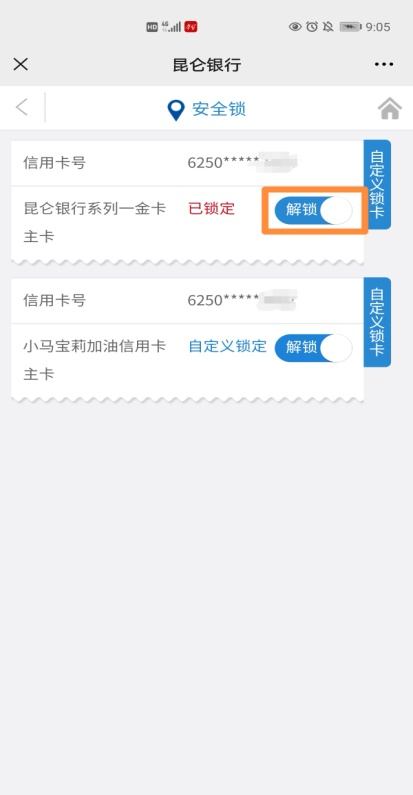 HD 4G 9:05
昆仑银行
安全锁
信用卡号 6250*****
自定义锁卡
昆仑银行系列一金卡 已锁定 解锁
主卡
信用卡号 6250*****
自定义锁卡
小马宝莉加油信用卡 自定义锁定 解锁
主卡